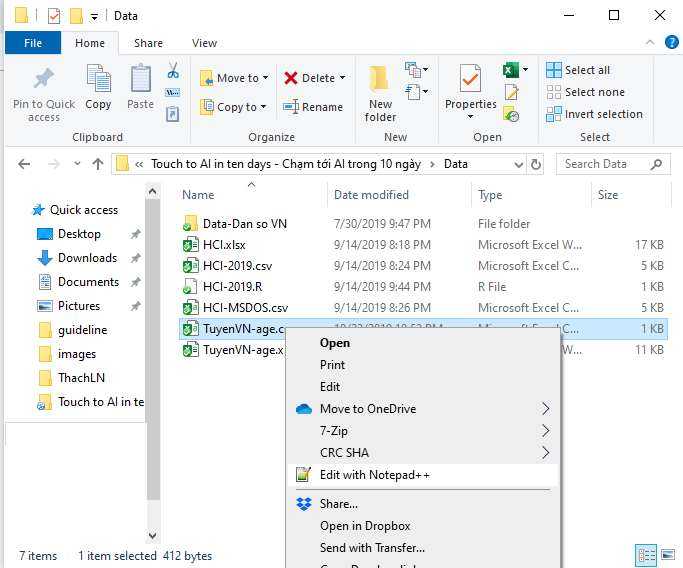 Data
File Home Share View
Pin to Quick access
Copy
Paste
Move to
Copy to
Delete
Rename
New folder
Properties
Select all
Select none
Invert selection
Clipboard Organize New Open Select
« Touch to AI in ten days - Chạm tới AI trong 10 ngày › Data
Search Data
Name Date modified Type Size
Quick access
Desktop
Downloads
Documents
Pictures
guideline
images
ThachLN
Touch to AI in te
Data-Dan so VN 7/30/2019 9:47 PM File folder
HCI.xlsx 9/14/2019 8:18 PM Microsoft Excel W... 17 KB
HCI-2019.csv 9/14/2019 8:24 PM Microsoft Excel C... 5 KB
HCI-2019.R 9/14/2019 9:44 PM R File 1 KB
HCI-MSDOS.csv 9/14/2019 8:26 PM Microsoft Excel C... 5 KB
TuyenVN-age.c 1 KB
TuyenVN-age.x W... 11 KB
Open
Print
Edit
Move to OneDrive
7-Zip
CRC SHA
Edit with Notepad++
Share...
Open in Dropbox
Send with Transfer...
7 items 1 item selected 412 bytes